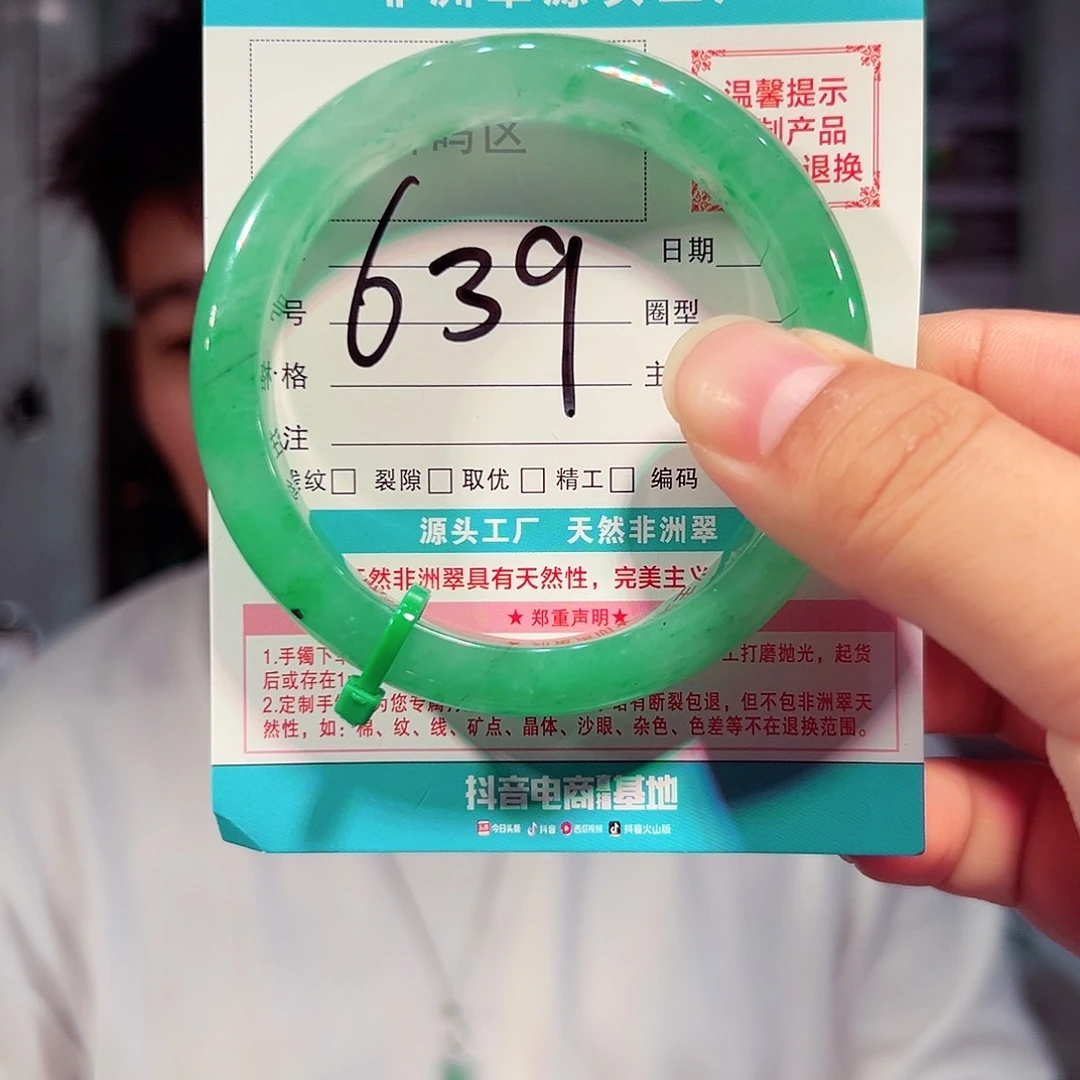 温馨提示
制产品
退换
码区
639
日期
号
圈型
格
主
注
纹□ 裂隙□ 取优□ 精工□ 编码
源头工厂 天然非洲翠
然非洲翠具有天然性，完美主义
★ 郑重声明★
1.手镯下
工打磨抛光，起货
后或存在1
2.定制手
为您专属
有断裂包退，但不包非洲翠天
然性，如：棉、纹、线、矿点、晶体、沙眼、杂色、色差等不在退换范围。
抖音电商直播基地
今日头条 抖音 西瓜视频 抖音火山版